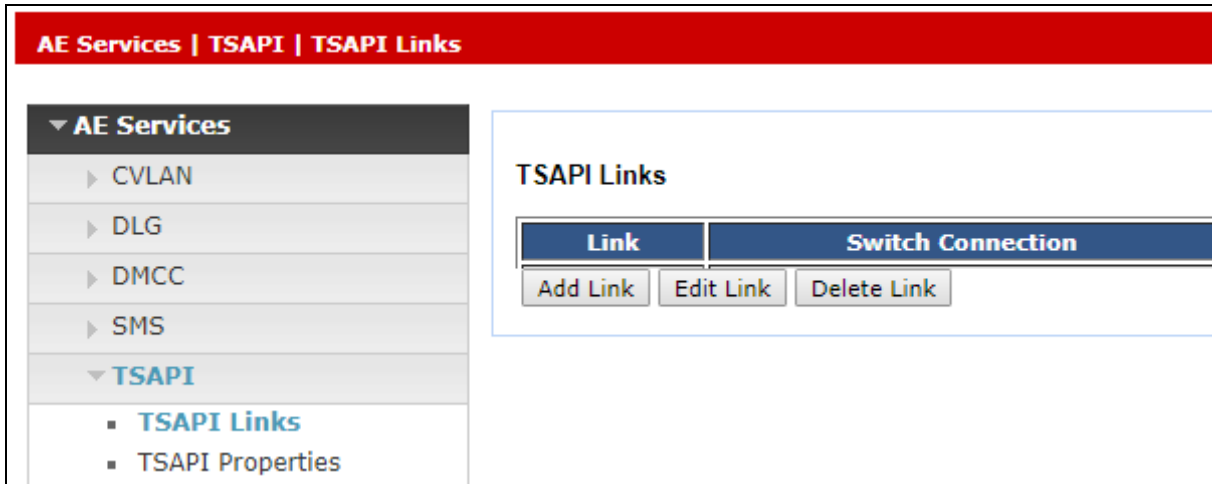 AE Services | TSAPI | TSAPI Links
AE Services
CVLAN
DLG
DMCC
SMS
TSAPI
TSAPI Links
TSAPI Properties
TSAPI Links
Link Switch Connection
Add Link Edit Link Delete Link